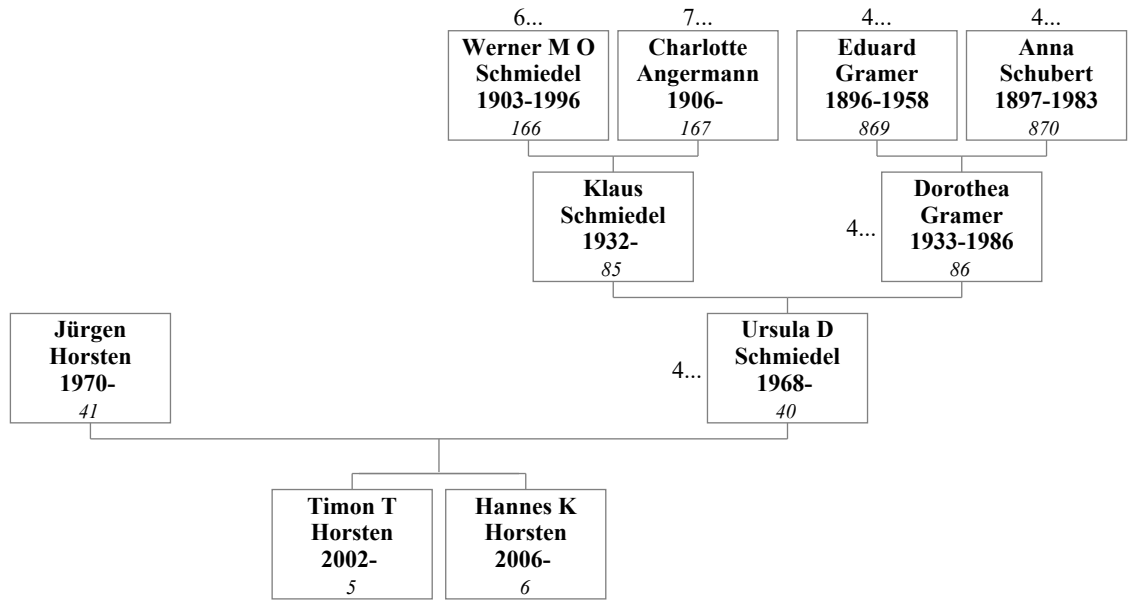 6...
7...
4...
4...
Werner M O
Schmiedel
1903-1996
166
Charlotte
Angermann
1906-
167
Eduard
Gramer
1896-1958
869
Anna
Schubert
1897-1983
870
Klaus
Schmiedel
1932-
85
4...
Dorothea
Gramer
1933-1986
86
Jürgen
Horsten
1970-
41
4...
Ursula D
Schmiedel
1968-
40
Timon T
Horsten
2002-
5
Hannes K
Horsten
2006-
6